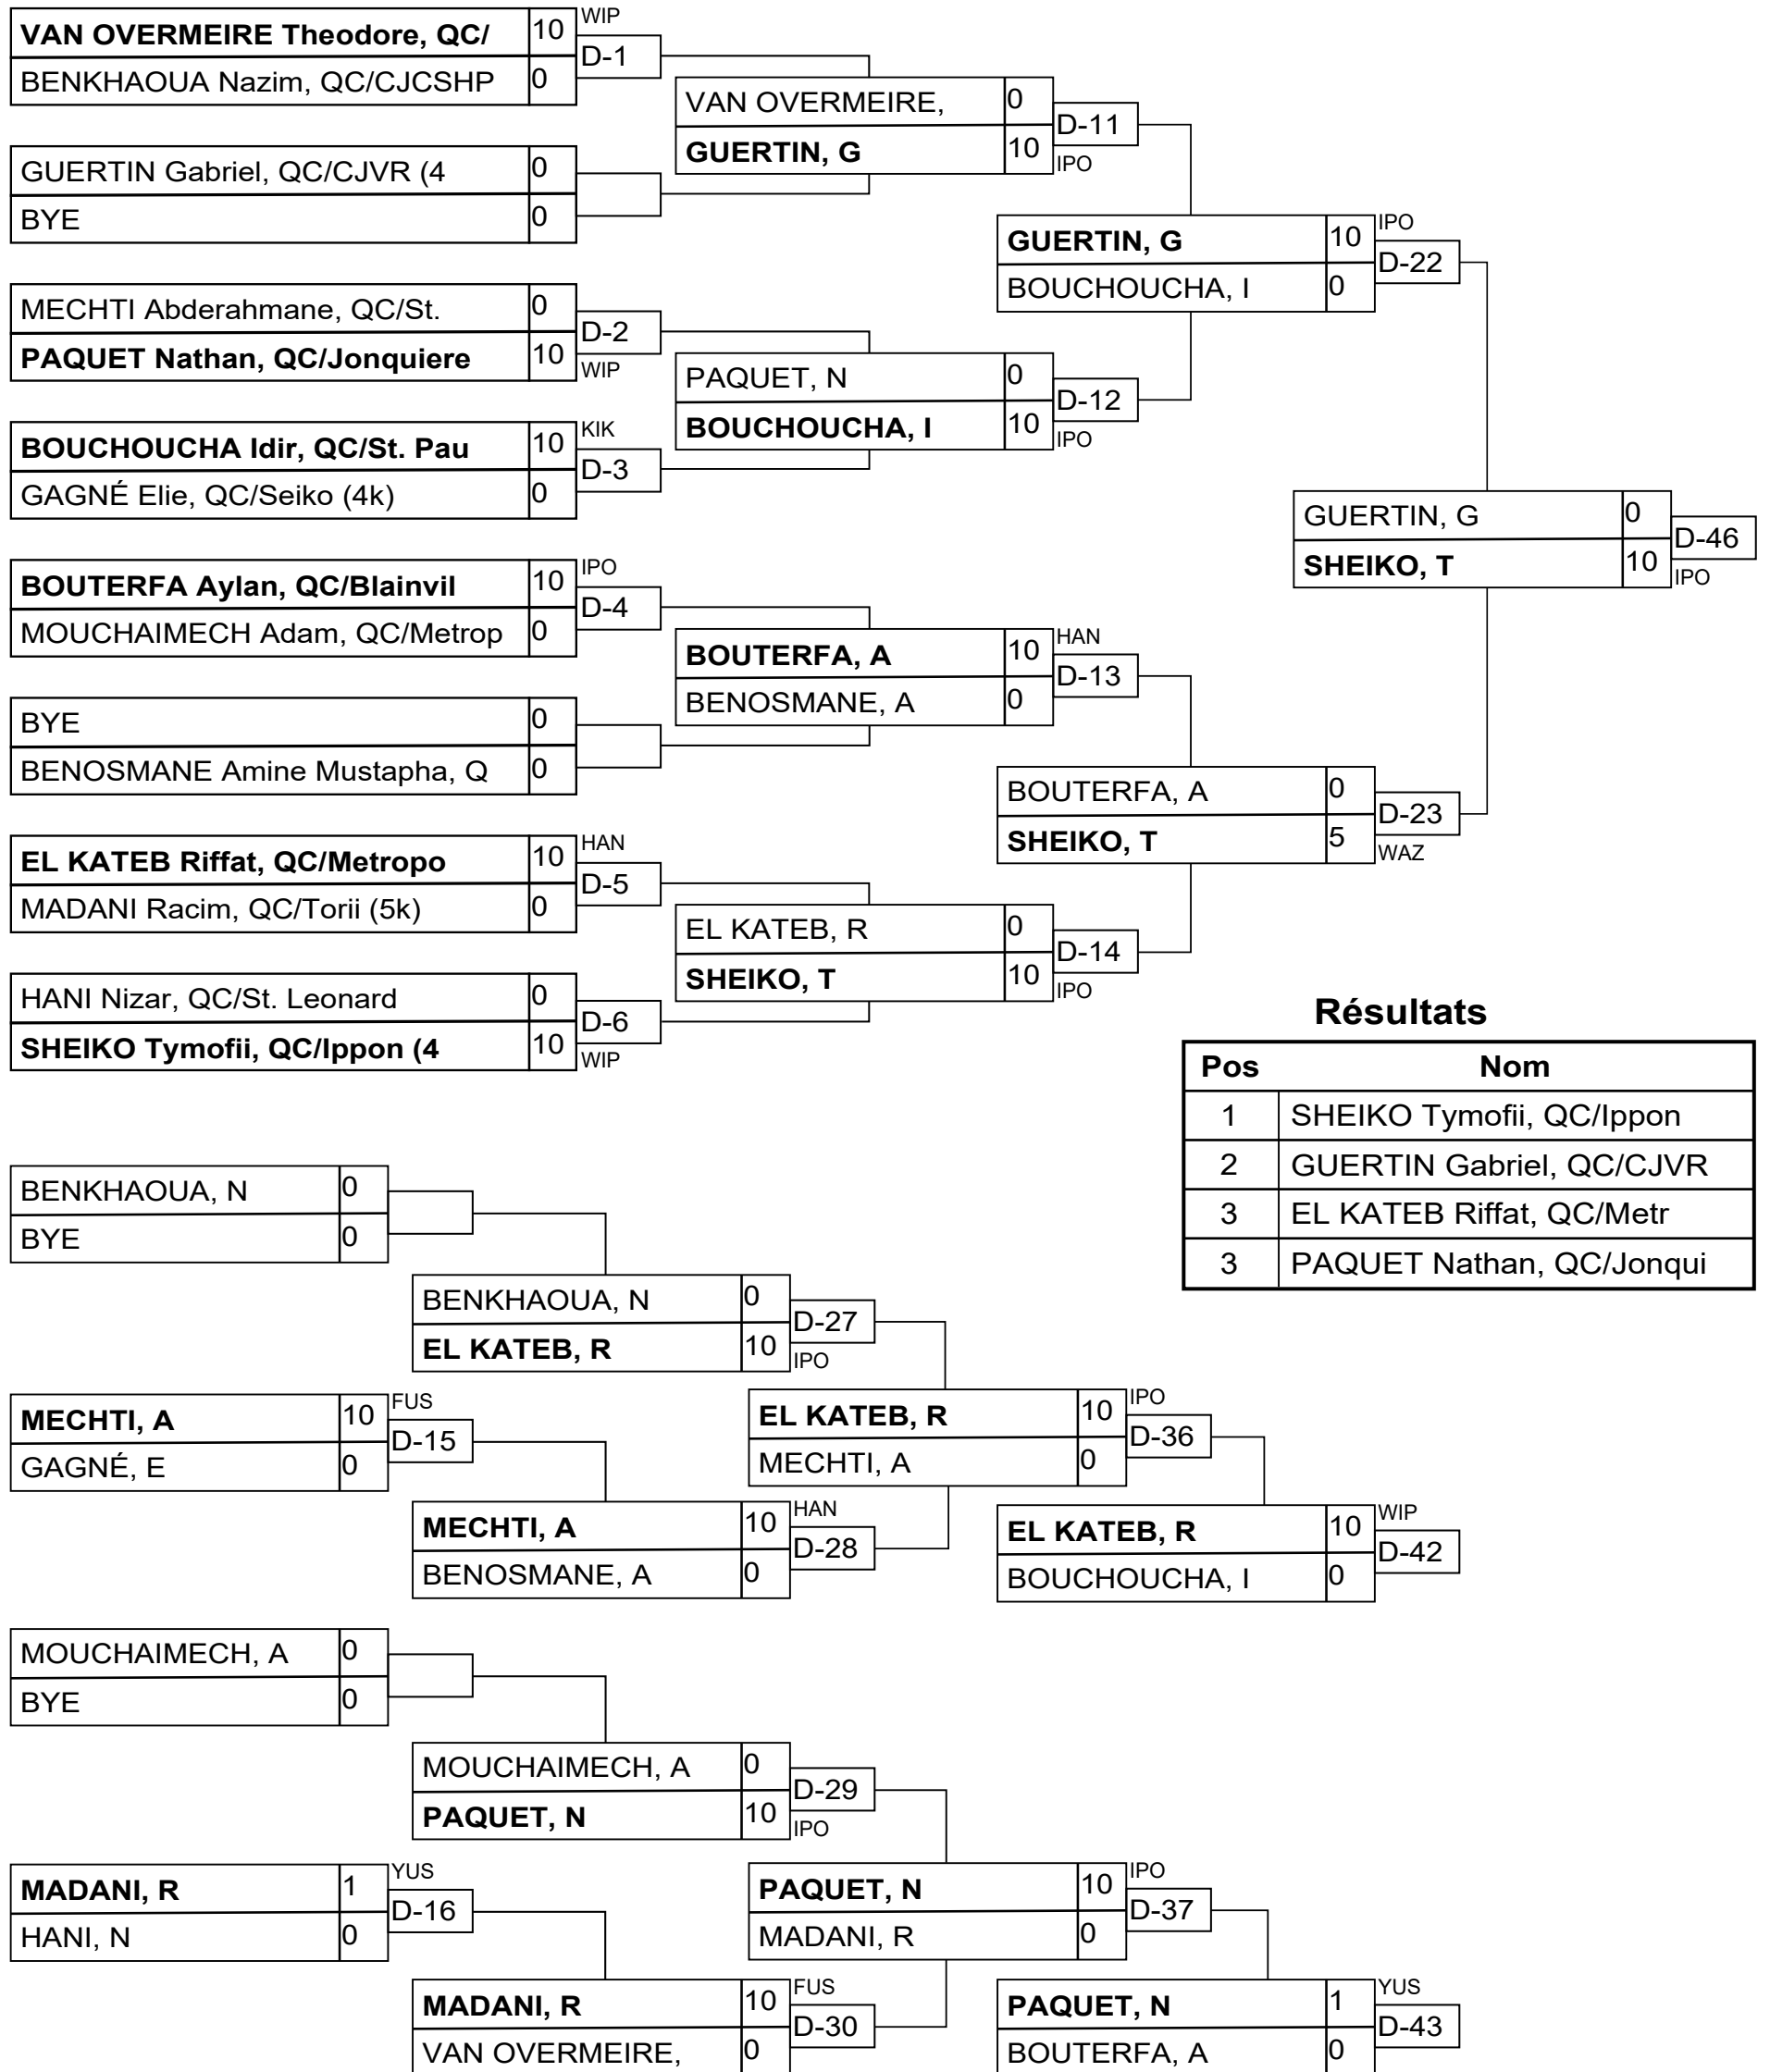 VAN OVERMEIRE Theodore, QC/ 10 WIP
D-1
BENKHAOUA Nazim, QC/CJCSHP 0
GUERTIN Gabriel, QC/CJVR (4 0
BYE 0
MECHTI Abderahmane, QC/St. 0
D-2
PAQUET Nathan, QC/Jonquiere 10 WIP
BOUCHOUCHA Idir, QC/St. Pau 10 KIK
D-3
GAGNÉ Elie, QC/Seiko (4k) 0
BOUTERFA Aylan, QC/Blainvil 10 IPO
D-4
MOUCHAIMECH Adam, QC/Metrop 0
BYE 0
BENOSMANE Amine Mustapha, Q 0
EL KATEB Riffat, QC/Metropo 10 HAN
D-5
MADANI Racim, QC/Torii (5k) 0
HANI Nizar, QC/St. Leonard 0
D-6
SHEIKO Tymofii, QC/Ippon (4 10 WIP
VAN OVERMEIRE, 0
D-11
GUERTIN, G 10 IPO
PAQUET, N 0
D-12
BOUCHOUCHA, I 10 IPO
BOUTERFA, A 10 HAN
D-13
BENOSMANE, A 0
EL KATEB, R 0
D-14
SHEIKO, T 10 IPO
GUERTIN, G 10 IPO
D-22
BOUCHOUCHA, I 0
BOUTERFA, A 0
D-23
SHEIKO, T 5 WAZ
GUERTIN, G 0
D-46
SHEIKO, T 10 IPO
Résultats
Pos Nom
1 SHEIKO Tymofii, QC/Ippon
2 GUERTIN Gabriel, QC/CJVR
3 EL KATEB Riffat, QC/Metr
3 PAQUET Nathan, QC/Jonqui
BENKHAOUA, N 0
BYE 0
BENKHAOUA, N 0
D-27
EL KATEB, R 10 IPO
MECHTI, A 10 FUS
D-15
GAGNÉ, E 0
MECHTI, A 10 HAN
D-28
BENOSMANE, A 0
EL KATEB, R 10 IPO
D-36
MECHTI, A 0
EL KATEB, R 10 WIP
D-42
BOUCHOUCHA, I 0
MOUCHAIMECH, A 0
BYE 0
MOUCHAIMECH, A 0
D-29
PAQUET, N 10 IPO
MADANI, R 1 YUS
D-16
HANI, N 0
MADANI, R 10 FUS
D-30
VAN OVERMEIRE, 0
PAQUET, N 10 IPO
D-37
MADANI, R 0
PAQUET, N 1 YUS
D-43
BOUTERFA, A 0